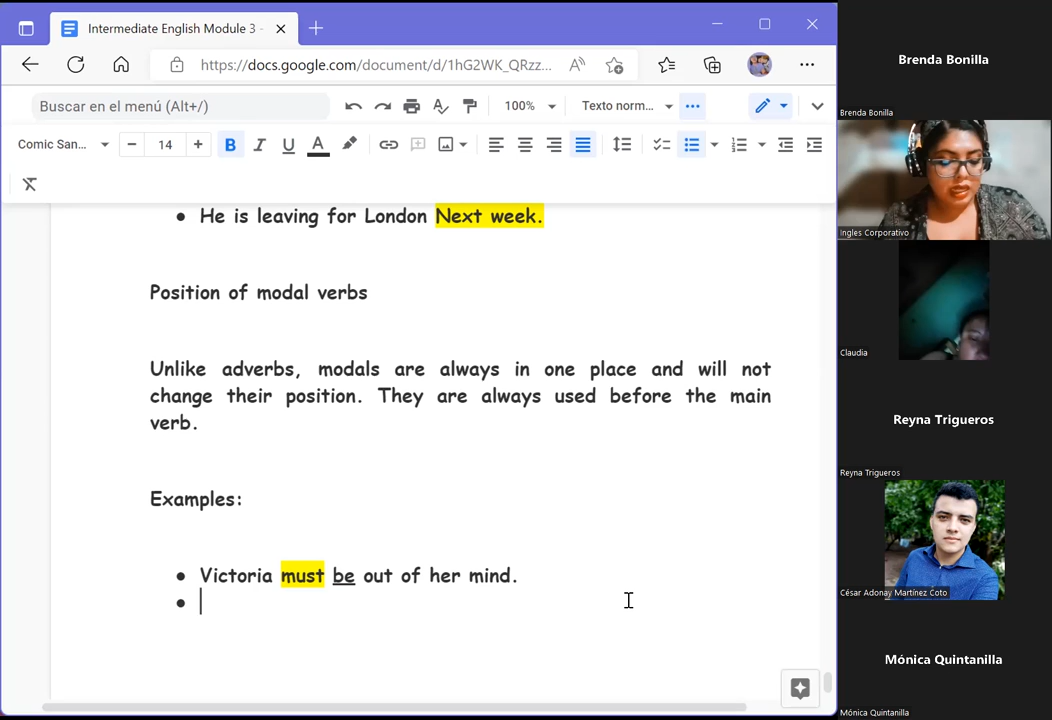 Intermediate English Module 3 -
https://docs.google.com/document/d/1hG2WK_QRzz...
Buscar en el menú (Alt+/)
100%
Texto norm...
Comic San...
14
B I U A
He is leaving for London Next week.
Position of modal verbs
Unlike adverbs, modals are always in one place and will not
change their position. They are always used before the main
verb.
Examples:
Victoria must be out of her mind.
Brenda Bonilla
Brenda Bonilla
Ingles Corporativo
Claudia
Reyna Trigueros
Reyna Trigueros
César Adonay Martínez Coto
Mónica Quintanilla
Mónica Quintanilla